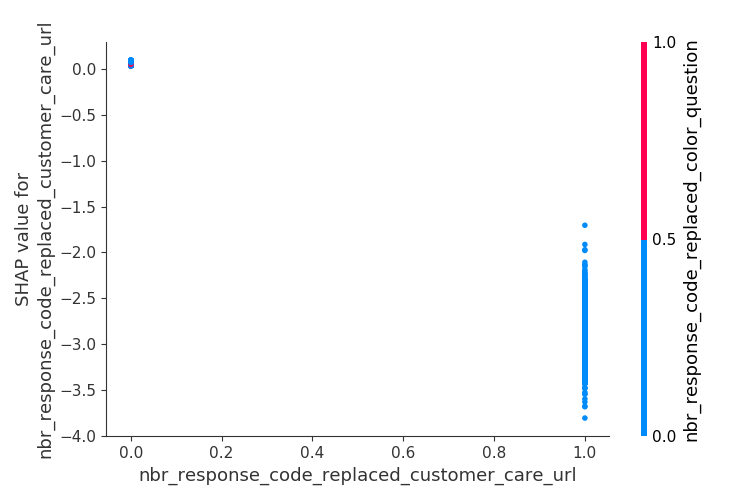 SHAP value for
nbr_response_code_replaced_customer_care_url
0.0
−0.5
−1.0
−1.5
−2.0
−2.5
−3.0
−3.5
−4.0
0.0 0.2 0.4 0.6 0.8 1.0
nbr_response_code_replaced_customer_care_url
1.0
0.5
0.0
nbr_response_code_replaced_color_question